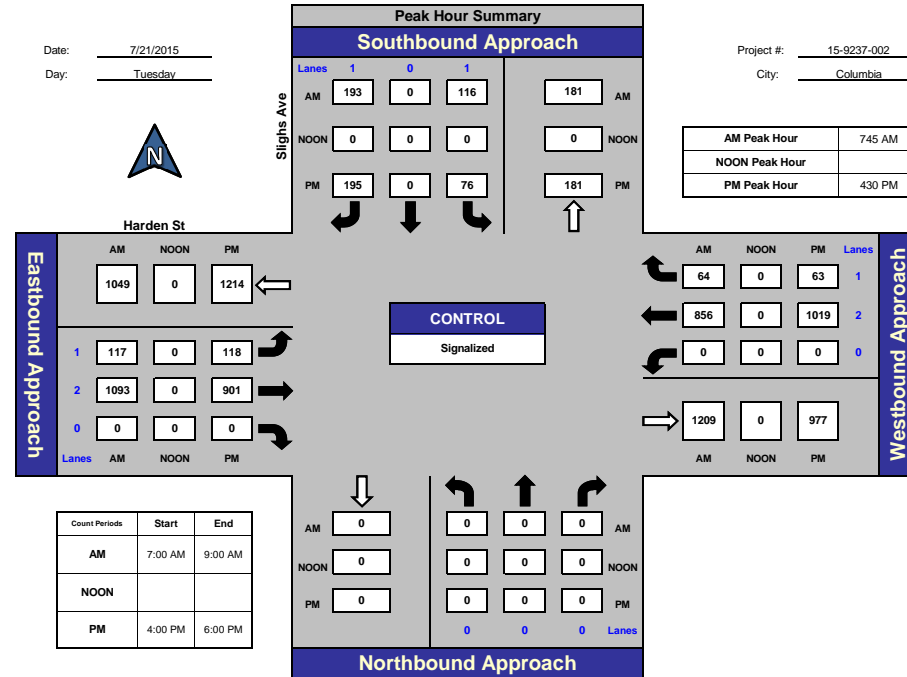 Peak Hour Summary
Southbound Approach
Date: 7/21/2015
Day: Tuesday
Project #: 15-9237-002
City: Columbia
Lanes 1 0 1
AM 193 0 116 181 AM
NOON 0 0 0 0 NOON
PM 195 0 76 181 PM
Slighs Ave
N
AM Peak Hour 745 AM
NOON Peak Hour
PM Peak Hour 430 PM
Harden St
Eastbound Approach
AM NOON PM
1049 0 1214
1 117 0 118
2 1093 0 901
0 0 0 0
Lanes AM NOON PM
CONTROL
Signalized
AM NOON PM Lanes
64 0 63 1
856 0 1019 2
0 0 0 0
1209 0 977
AM NOON PM
Westbound Approach
Count Periods Start End
AM 7:00 AM 9:00 AM
NOON
PM 4:00 PM 6:00 PM
AM 0 0 0 0 AM
NOON 0 0 0 0 NOON
PM 0 0 0 0 PM
0 0 0 Lanes
Northbound Approach